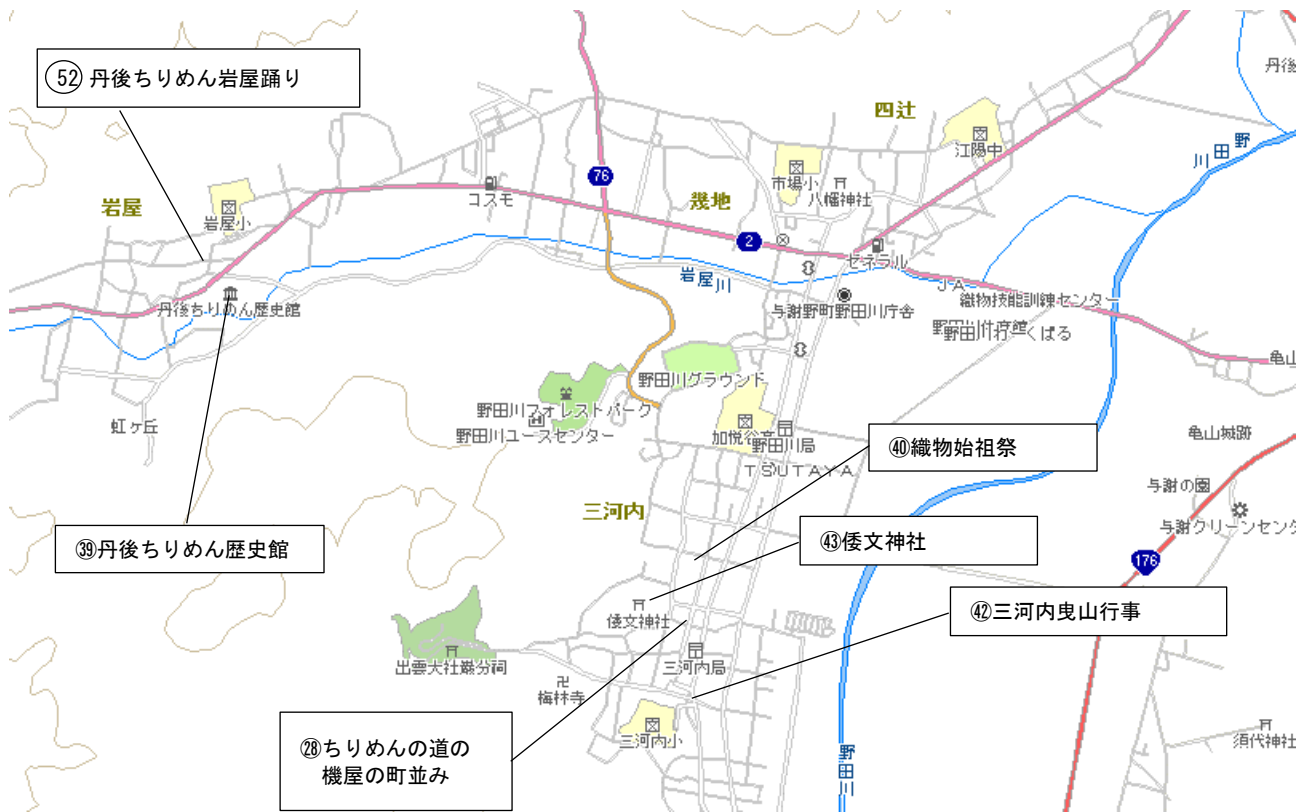 丹後
52 丹後ちりめん岩屋踊り
四辻
江陽中
野田川
76
市場小
八幡神社
コスモ
岩屋
岩屋小
幾地
2
ゼネラル
岩屋川
JA
織物技能訓練センター
丹後ちりめん歴史館
与謝野町野田川庁舎
くばる
亀山
野田川グラウンド
野田川フォレストパーク
野田川ユースセンター
虹ヶ丘
野田川局
TSUTAYA
亀山城跡
㊵織物始祖祭
与謝の園
三河内
与謝クリーンセンタ
㊴丹後ちりめん歴史館
㊸倭文神社
176
㊷三河内曳山行事
倭文神社
出雲大社巌分祠
三河内局
梅林寺
㉘ちりめんの道の
機屋の町並み
三河内小
野田川
須代神社